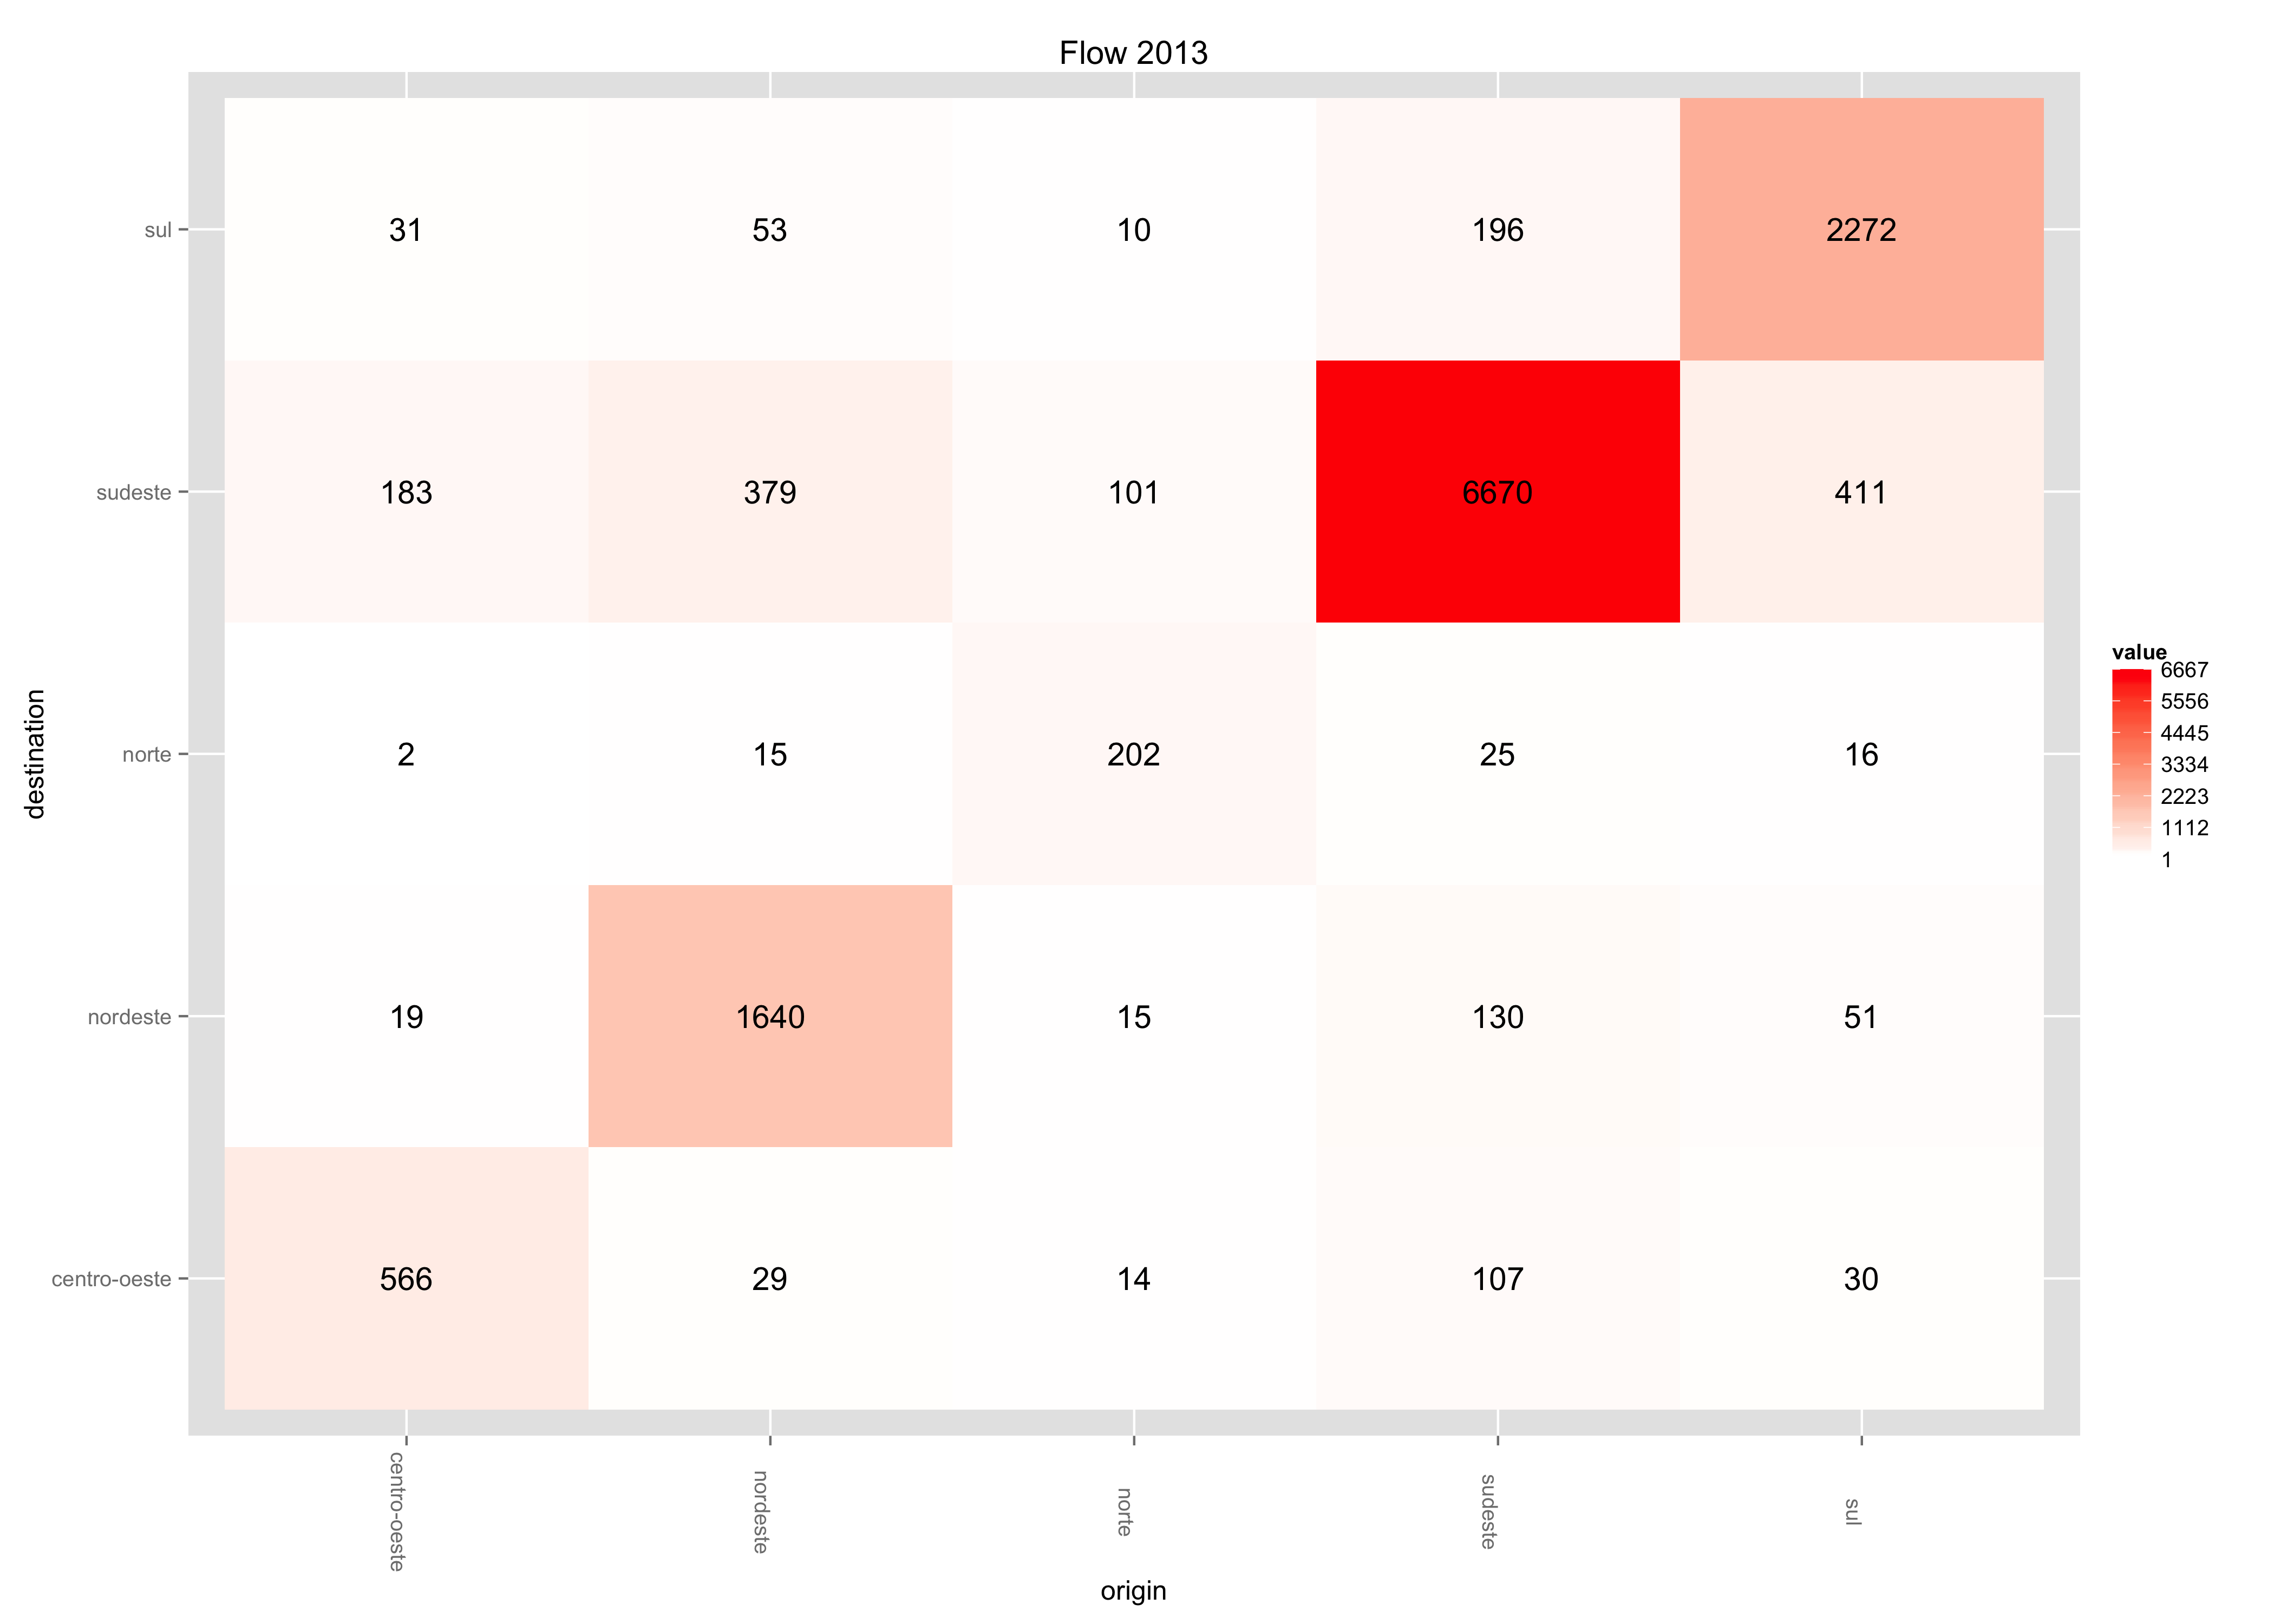 Flow 2013
sul
31 53 10 196 2272
sudeste
183 379 101 6670 411
norte
2 15 202 25 16
nordeste
19 1640 15 130 51
centro-oeste
566 29 14 107 30
destination
centro-oeste nordeste norte sudeste sul
origin
value
6667
5556
4445
3334
2223
1112
1